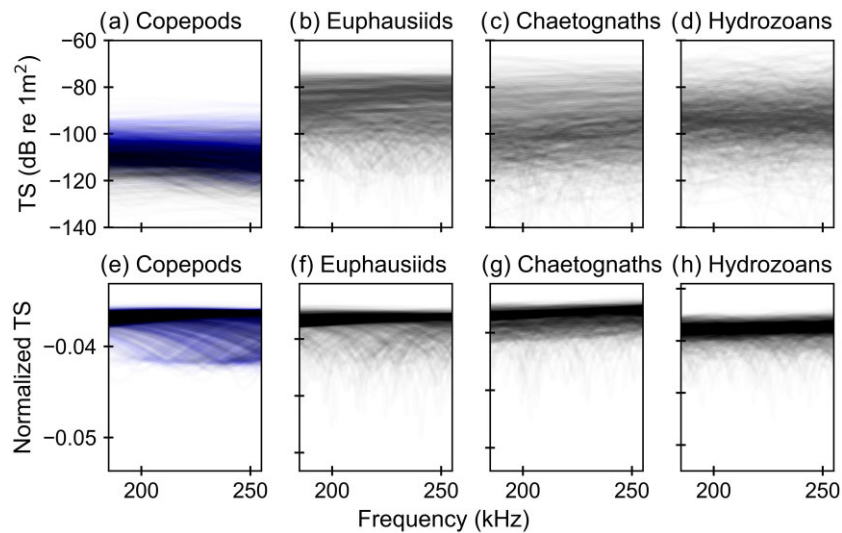 (a) Copepods (b) Euphausiids (c) Chaetognaths (d) Hydrozoans
−60
−80
−100
−120
−140
TS (dB re 1m²)
(e) Copepods (f) Euphausiids (g) Chaetognaths (h) Hydrozoans
−0.04
−0.05
Normalized TS
200 250 200 250 200 250 200 250
Frequency (kHz)